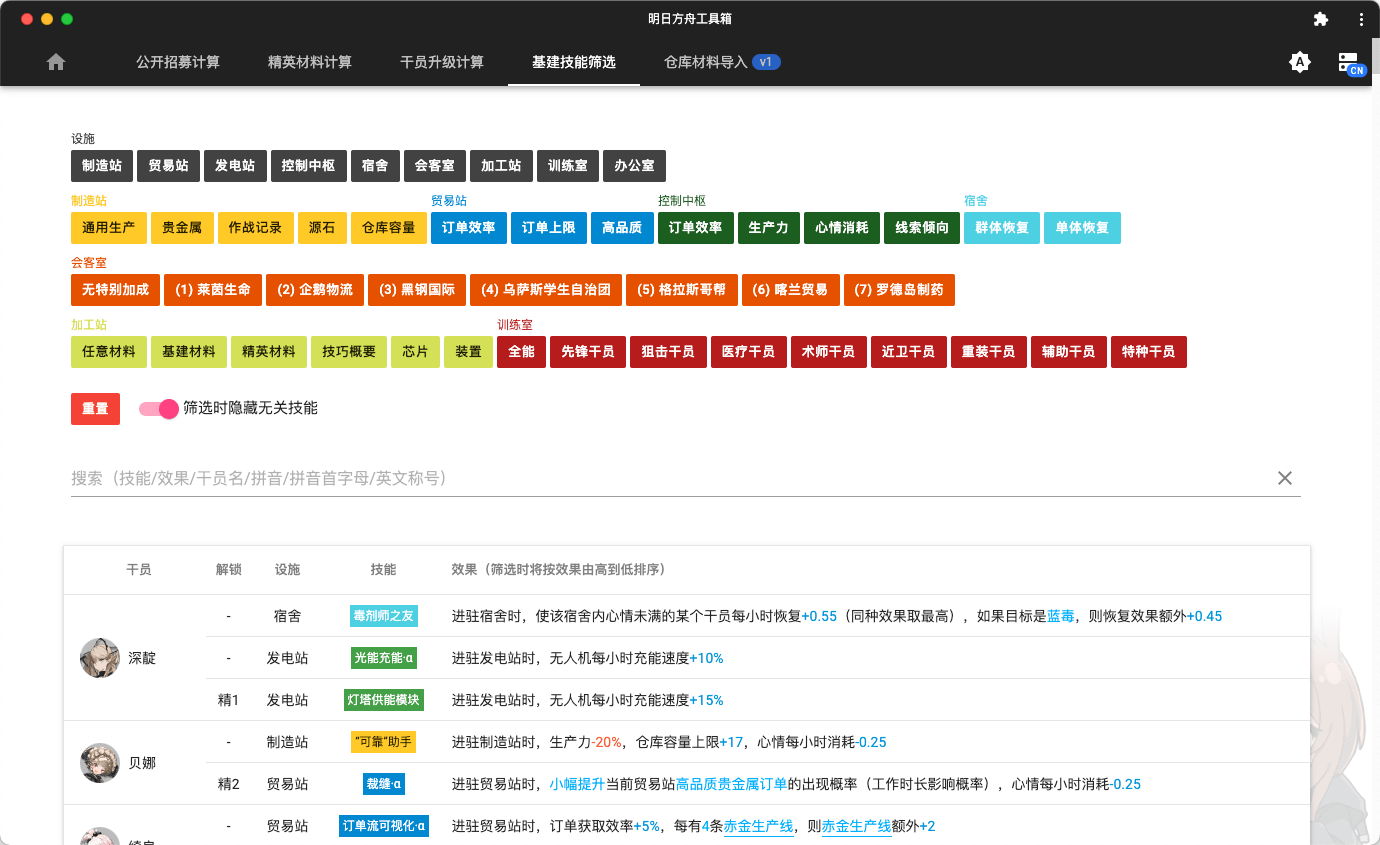 明日方舟工具箱
公开招募计算 精英材料计算 干员升级计算 基建技能筛选 仓库材料导入 v1 A CN
设施
制造站 贸易站 发电站 控制中枢 宿舍 会客室 加工站 训练室 办公室
制造站 贸易站 控制中枢 宿舍
通用生产 贵金属 作战记录 源石 仓库容量 订单效率 订单上限 高品质 订单效率 生产力 心情消耗 线索倾向 群体恢复 单体恢复
会客室
无特别加成 (1) 莱茵生命 (2) 企鹅物流 (3) 黑钢国际 (4) 乌萨斯学生自治团 (5) 格拉斯哥帮 (6) 喀兰贸易 (7) 罗德岛制药
加工站 训练室
任意材料 基建材料 精英材料 技巧概要 芯片 装置 全能 先锋干员 狙击干员 医疗干员 术师干员 近卫干员 重装干员 辅助干员 特种干员
重置 筛选时隐藏无关技能
搜索（技能/效果/干员名/拼音/拼音首字母/英文称号）
干员 解锁 设施 技能 效果（筛选时将按效果由高到低排序）
- 宿舍 毒剂师之友 进驻宿舍时，使该宿舍内心情未满的某个干员每小时恢复+0.55（同种效果取最高），如果目标是蓝毒，则恢复效果额外+0.45
深靛 - 发电站 光能充能·α 进驻发电站时，无人机每小时充能速度+10%
精1 发电站 灯塔供能模块 进驻发电站时，无人机每小时充能速度+15%
贝娜 - 制造站 “可靠”助手 进驻制造站时，生产力-20%，仓库容量上限+17，心情每小时消耗-0.25
精2 贸易站 裁缝·α 进驻贸易站时，小幅提升当前贸易站高品质贵金属订单的出现概率（工作时长影响概率），心情每小时消耗-0.25
- 贸易站 订单流可视化·α 进驻贸易站时，订单获取效率+5%，每有4条赤金生产线，则赤金生产线额外+2